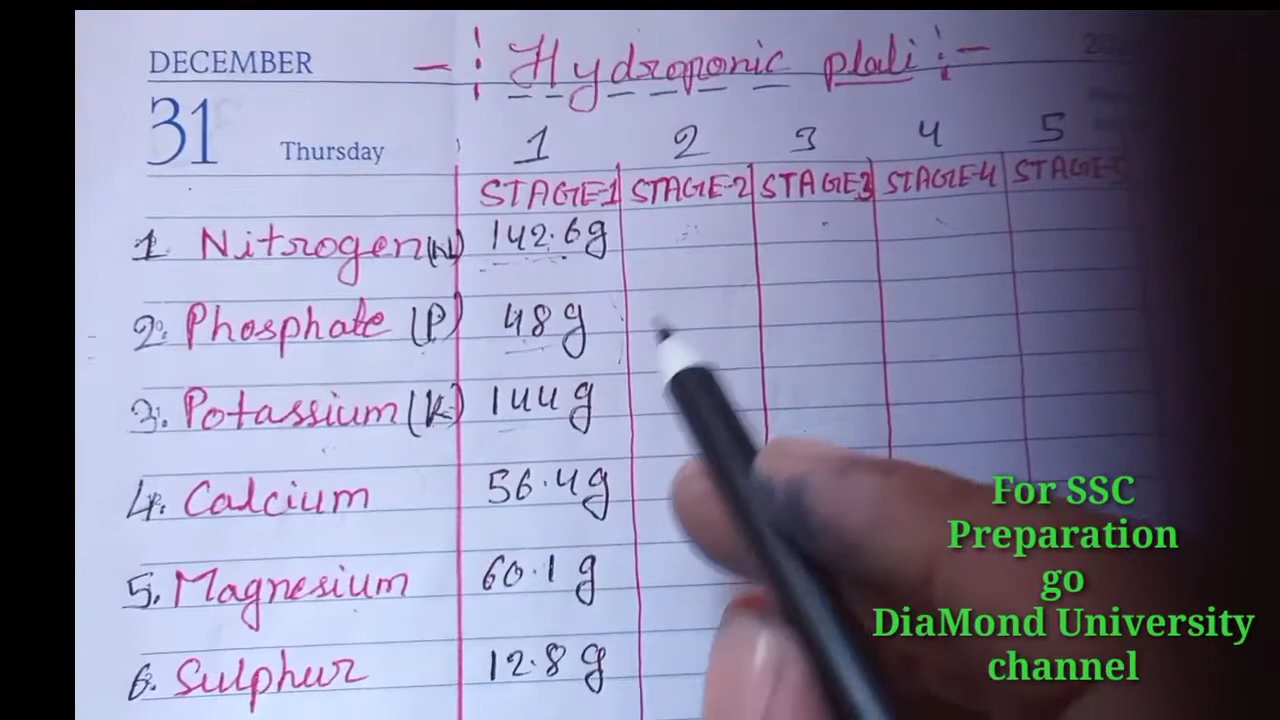 DECEMBER
-¦ Hydroponic plali ¦-
31
Thursday
1 2 3 4 5
STAGE-1 STAGE-2 STAGE3 STAGE-4 STAGE-5
1. Nitrogen (N) 142.6g
2. Phosphate (P) 48g
3. Potassium (K) 144g
4. Calcium 56.4g
5. Magnesium 60.1g
6. Sulphur 12.8g
For SSC
Preparation
go
DiaMond University
channel